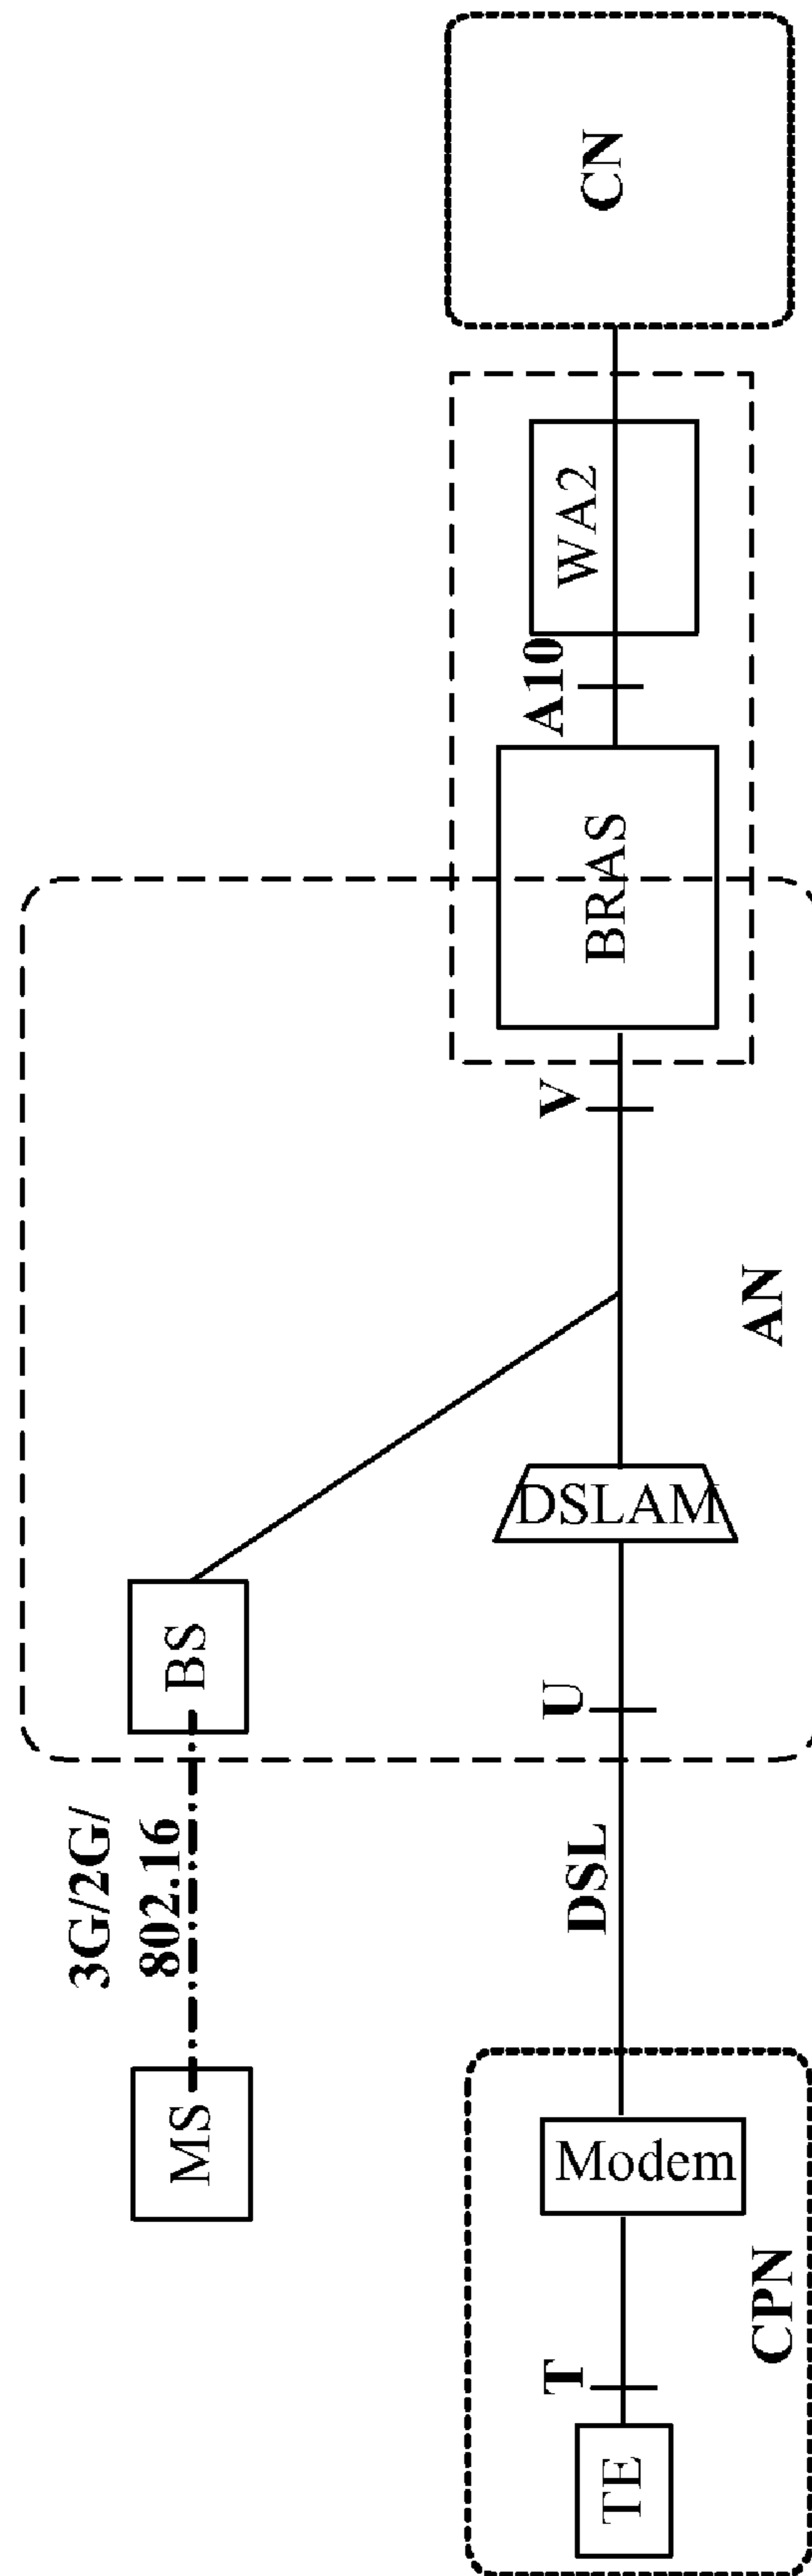 3G/2G/
802.16
MS
BS
T
DSL
U
V
A10
TE
Modem
DSLAM
BRAS
WA2
CN
CPN
AN